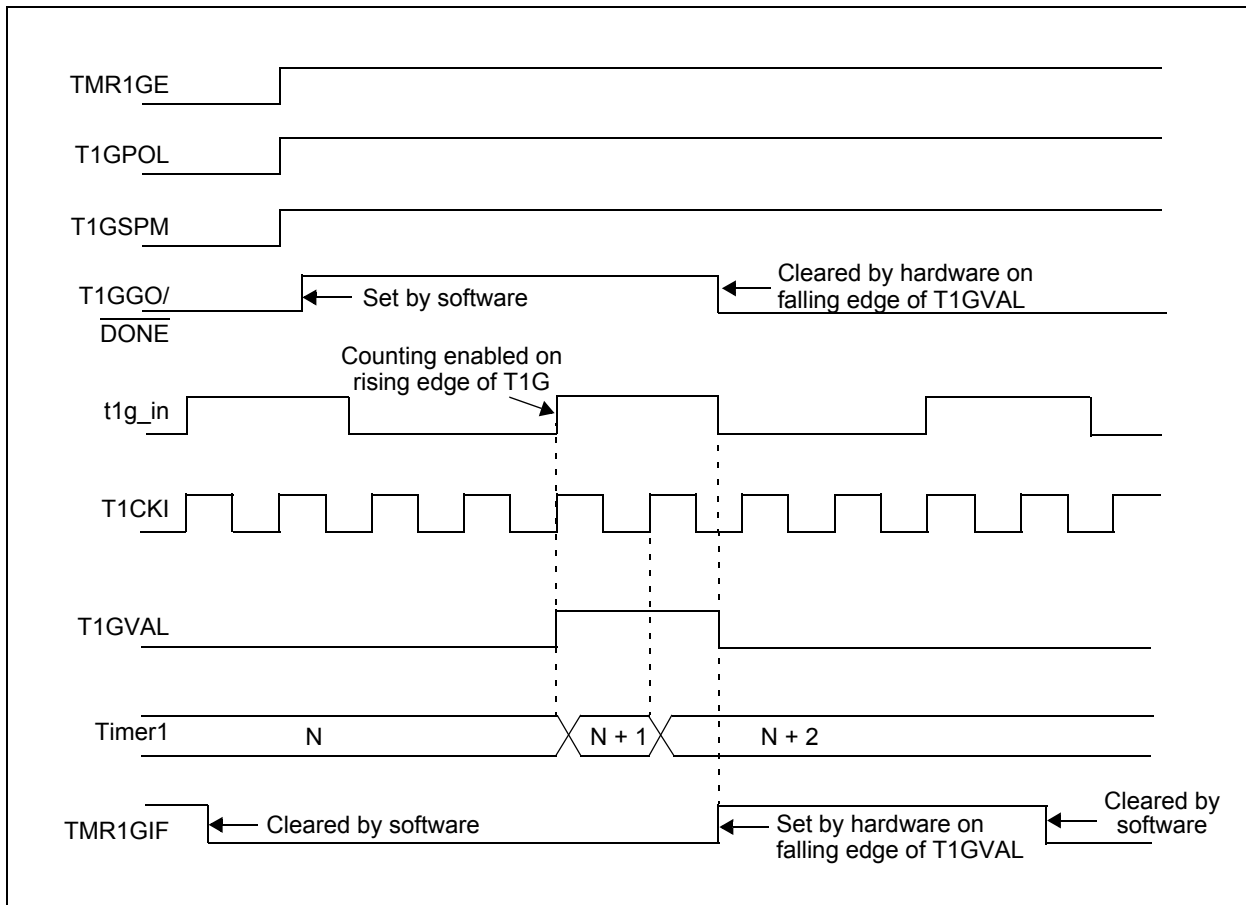 TMR1GE
T1GPOL
T1GSPM
T1GGO/
DONE
Set by software
Cleared by hardware on
falling edge of T1GVAL
Counting enabled on
rising edge of T1G
t1g_in
T1CKI
T1GVAL
Timer1
N
N + 1
N + 2
TMR1GIF
Cleared by software
Set by hardware on
falling edge of T1GVAL
Cleared by
software